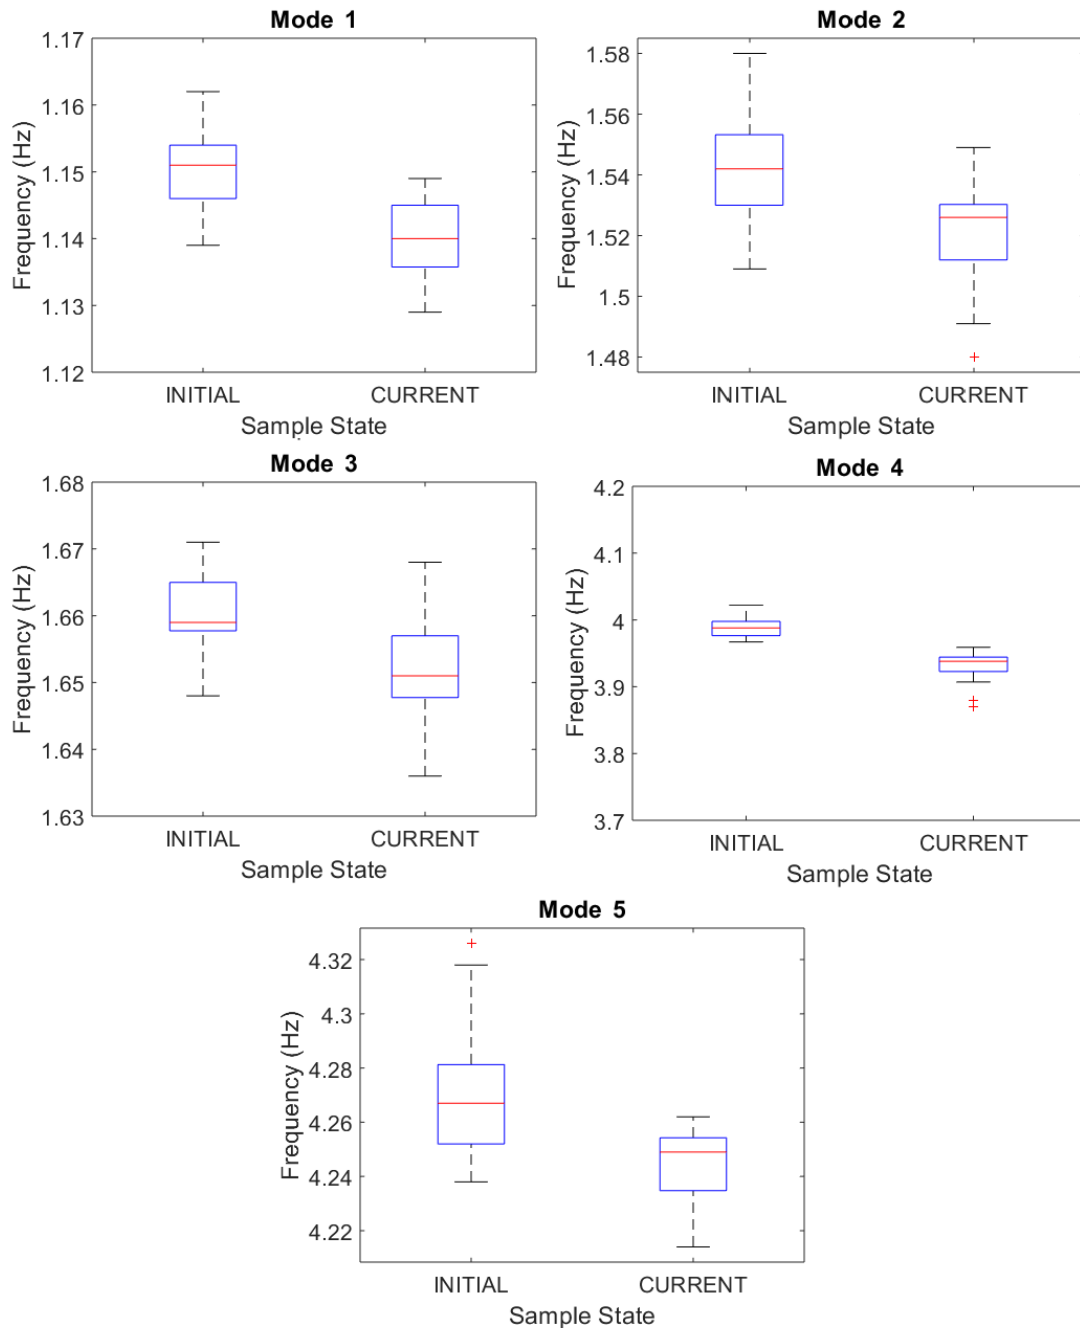 Mode 1
1.17
1.16
1.15
1.14
1.13
1.12
Frequency (Hz)
INITIAL CURRENT
Sample State
Mode 2
1.58
1.56
1.54
1.52
1.5
1.48
Frequency (Hz)
INITIAL CURRENT
Sample State
Mode 3
1.68
1.67
1.66
1.65
1.64
1.63
Frequency (Hz)
INITIAL CURRENT
Sample State
Mode 4
4.2
4.1
4
3.9
3.8
3.7
Frequency (Hz)
INITIAL CURRENT
Sample State
Mode 5
4.32
4.3
4.28
4.26
4.24
4.22
Frequency (Hz)
INITIAL CURRENT
Sample State